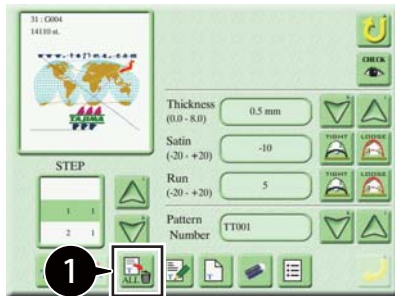 31 : G004
14110 st.
www.tajima.com
TAJIMA
CHECK
Thickness
(0.0 - 8.0)
0.5 mm
Satin
(-20 - +20)
-10
TIGHT
LOOSE
Run
(-20 - +20)
5
TIGHT
LOOSE
STEP
1 1
2 1
Pattern
Number
TT001
1
ALL